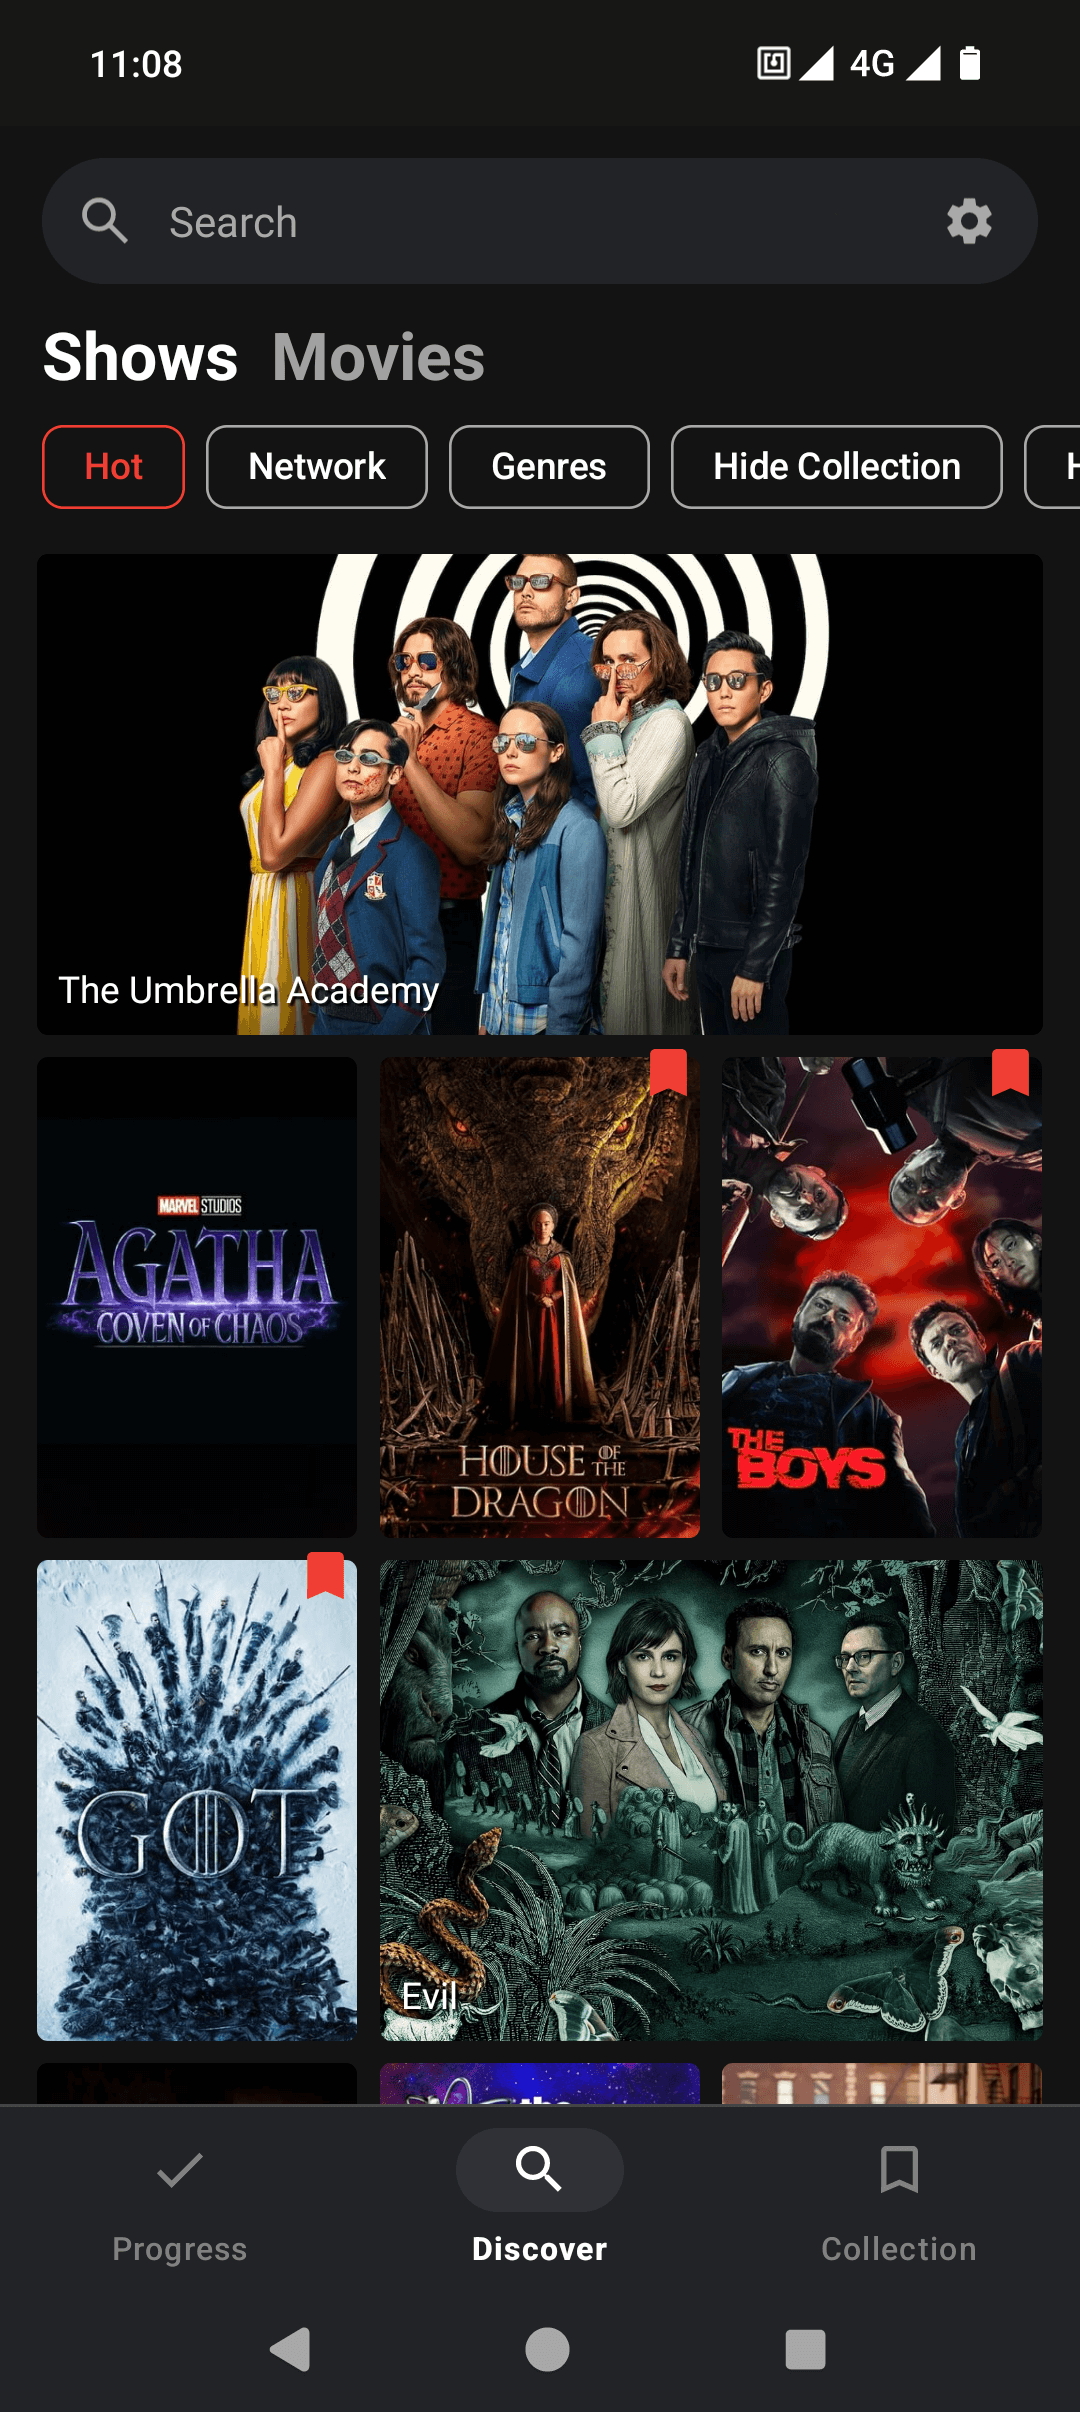 11:08
4G
Search
Shows Movies
Hot Network Genres Hide Collection H
The Umbrella Academy
MARVEL STUDIOS
AGATHA
COVEN OF CHAOS
HOUSE OF THE
DRAGON
THE
BOYS
GOT
Evil
the
Progress Discover Collection